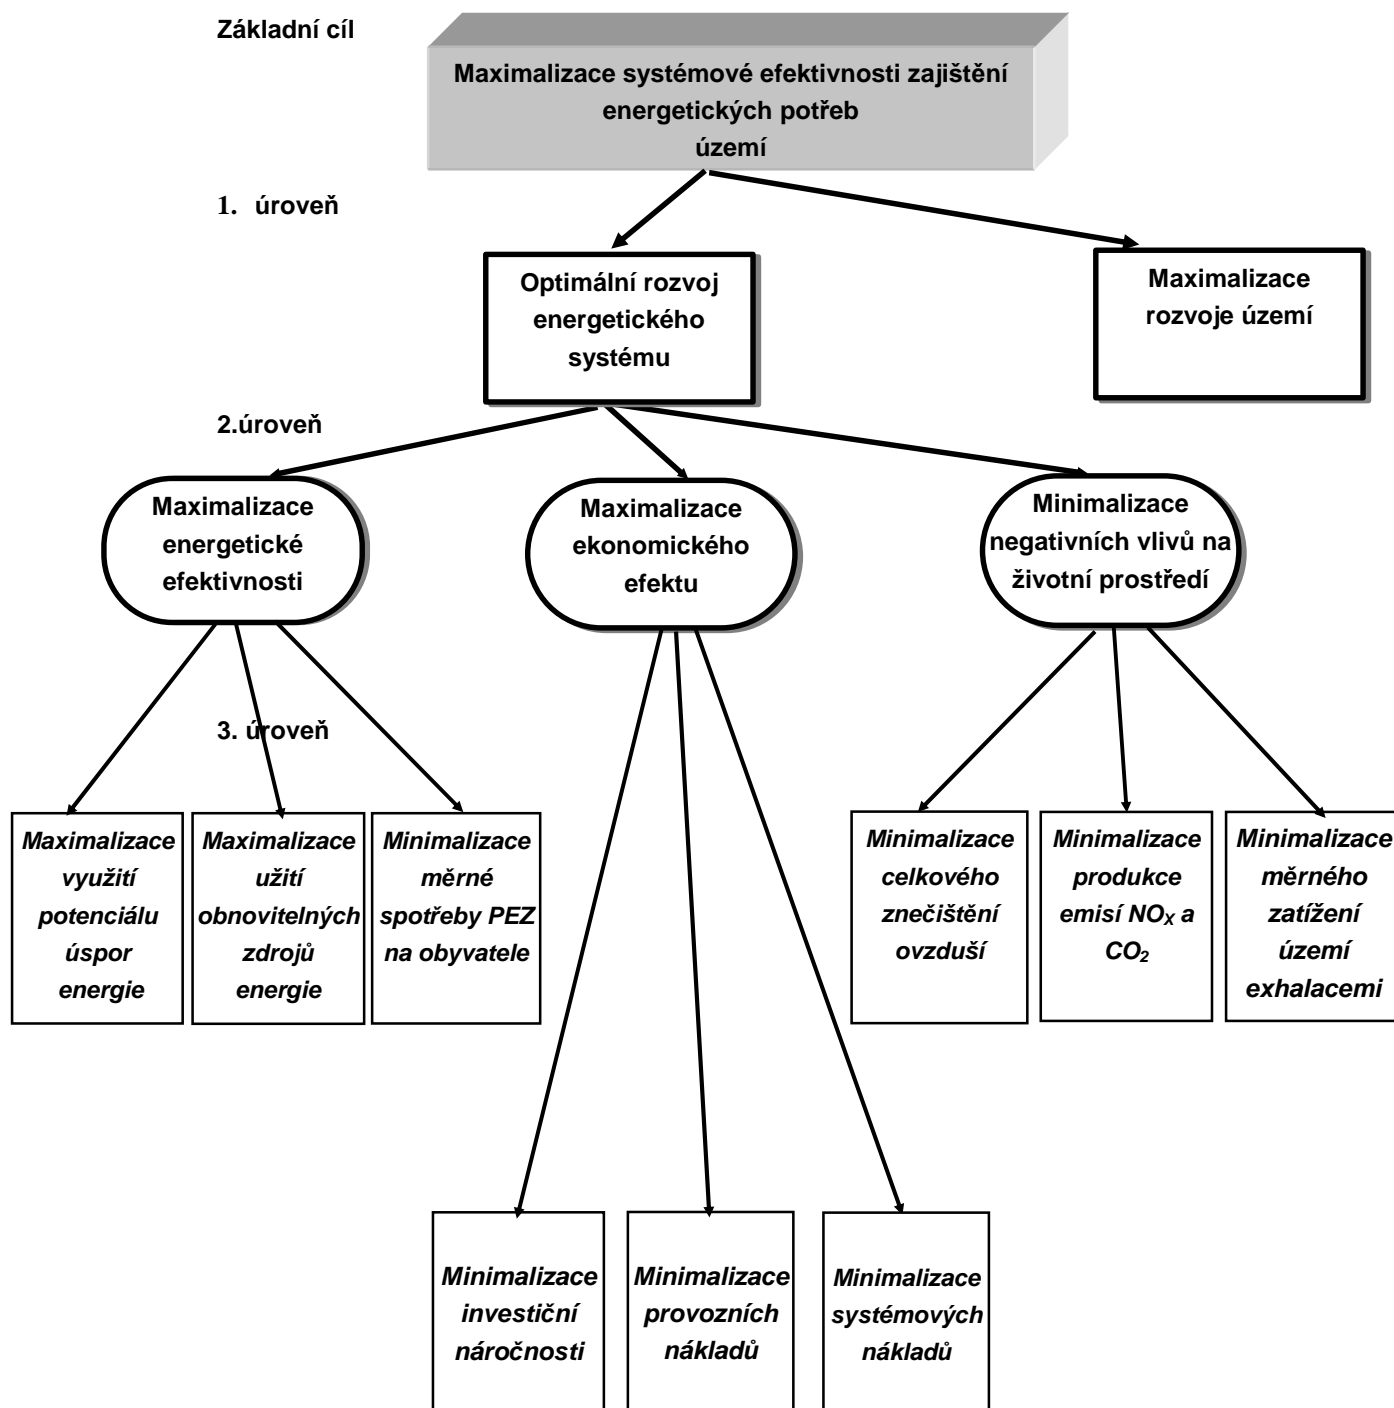 Základní cíl
Maximalizace systémové efektivnosti zajištění
energetických potřeb
území
1. úroveň
Optimální rozvoj
energetického
systému
Maximalizace
rozvoje území
2.úroveň
Maximalizace
energetické
efektivnosti
Maximalizace
ekonomického
efektu
Minimalizace
negativních vlivů na
životní prostředí
3. úroveň
Maximalizace
využití
potenciálu
úspor
energie
Maximalizace
užití
obnovitelných
zdrojů
energie
Minimalizace
měrné
spotřeby PEZ
na obyvatele
Minimalizace
celkového
znečištění
ovzduší
Minimalizace
produkce
emisí NOX a
CO2
Minimalizace
měrného
zatížení
území
exhalacemi
Minimalizace
investiční
náročnosti
Minimalizace
provozních
nákladů
Minimalizace
systémových
nákladů